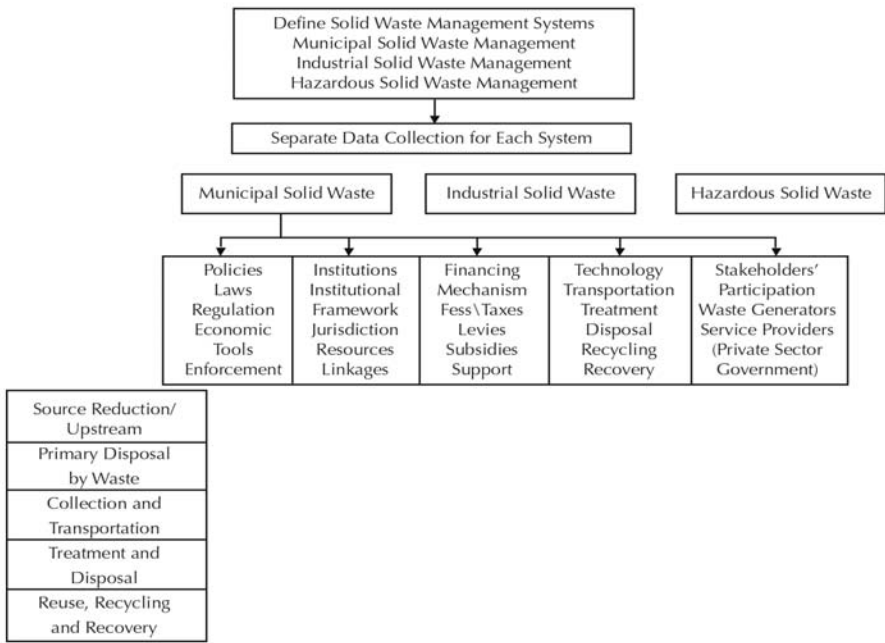 Define Solid Waste Management Systems
Municipal Solid Waste Management
Industrial Solid Waste Management
Hazardous Solid Waste Management
Separate Data Collection for Each System
Municipal Solid Waste
Industrial Solid Waste
Hazardous Solid Waste
Policies
Laws
Regulation
Economic
Tools
Enforcement
Institutions
Institutional
Framework
Jurisdiction
Resources
Linkages
Financing
Mechanism
Fess\Taxes
Levies
Subsidies
Support
Technology
Transportation
Treatment
Disposal
Recycling
Recovery
Stakeholders’
Participation
Waste Generators
Service Providers
(Private Sector
Government)
Source Reduction/
Upstream
Primary Disposal
by Waste
Collection and
Transportation
Treatment and
Disposal
Reuse, Recycling
and Recovery